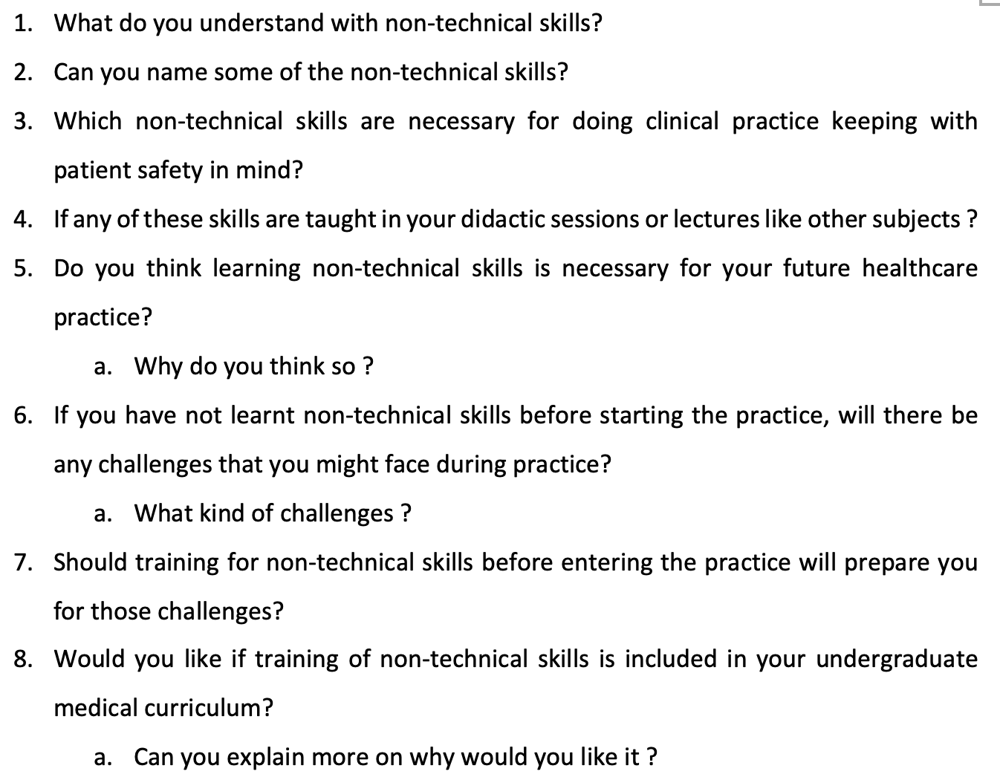 1. What do you understand with non-technical skills?
2. Can you name some of the non-technical skills?
3. Which non-technical skills are necessary for doing clinical practice keeping with
patient safety in mind?
4. If any of these skills are taught in your didactic sessions or lectures like other subjects ?
5. Do you think learning non-technical skills is necessary for your future healthcare
practice?
a. Why do you think so ?
6. If you have not learnt non-technical skills before starting the practice, will there be
any challenges that you might face during practice?
a. What kind of challenges ?
7. Should training for non-technical skills before entering the practice will prepare you
for those challenges?
8. Would you like if training of non-technical skills is included in your undergraduate
medical curriculum?
a. Can you explain more on why would you like it ?